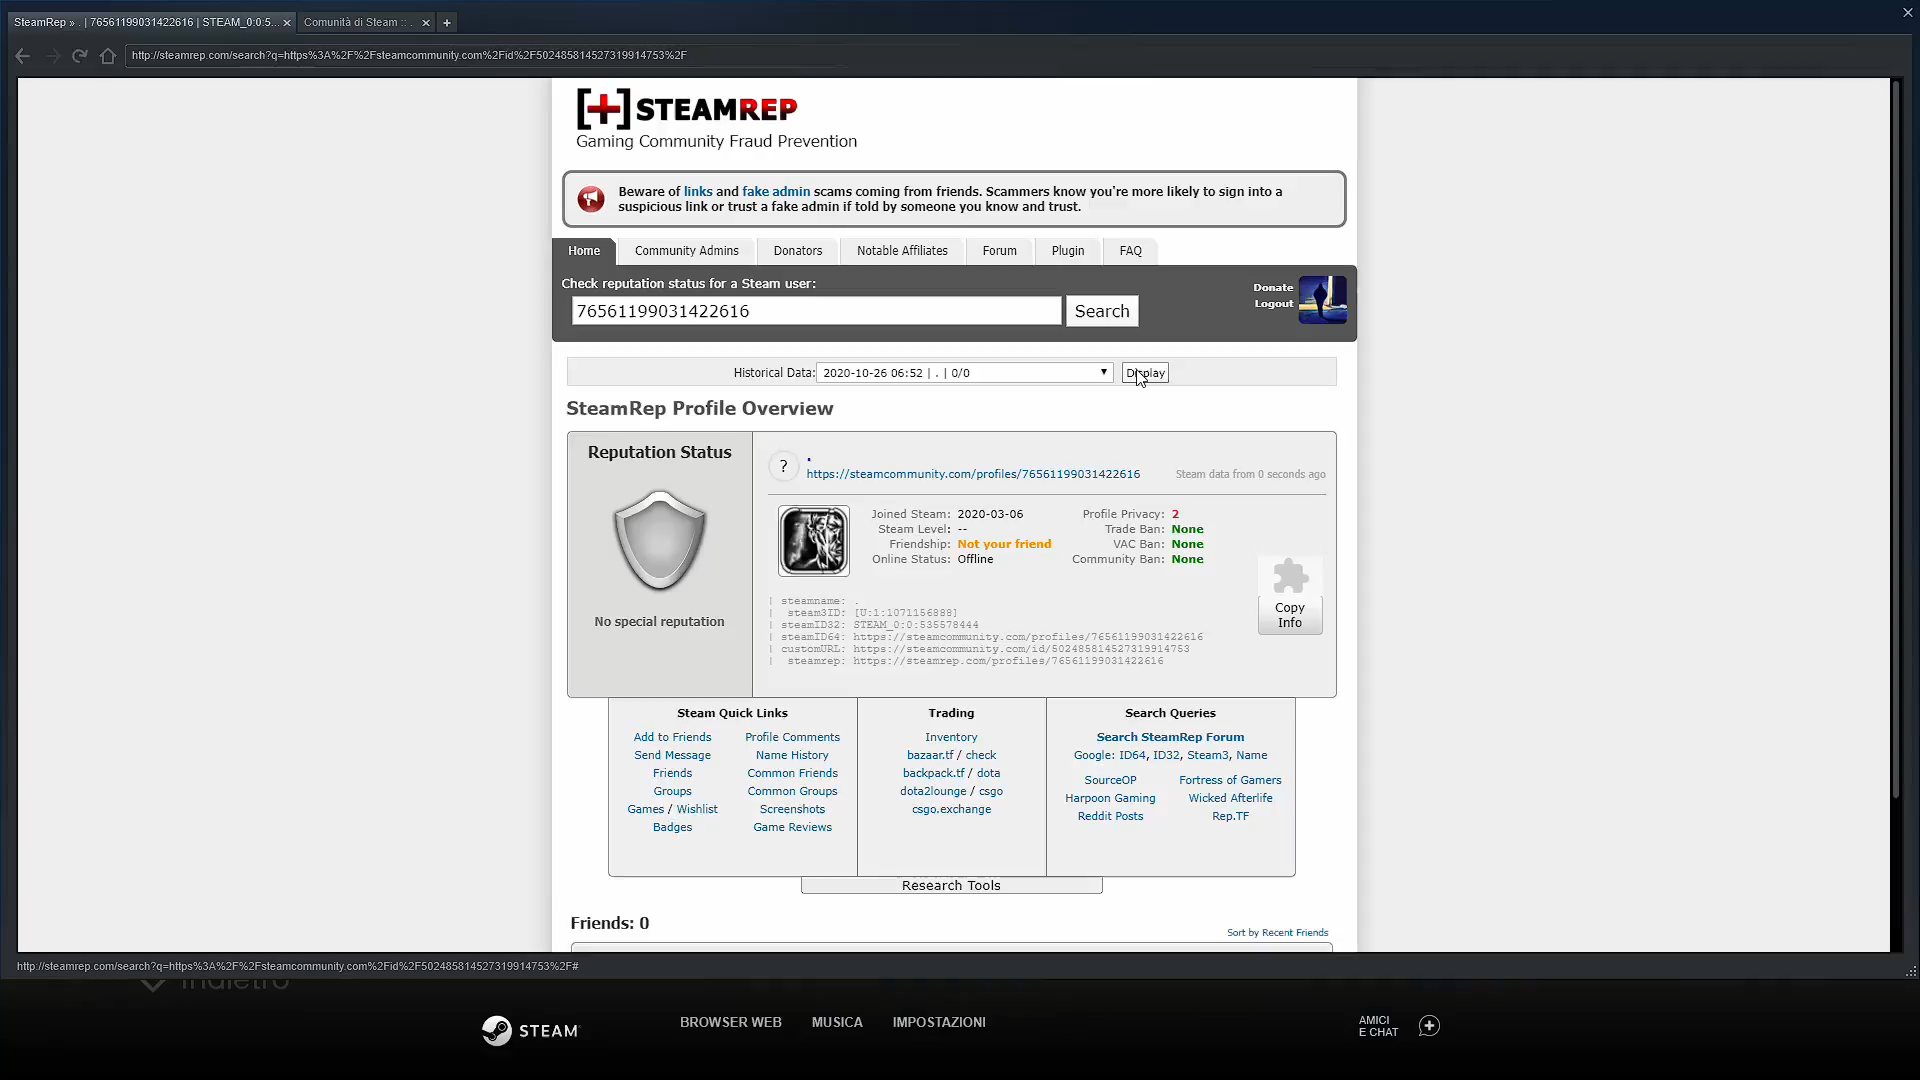 SteamRep » . | 76561199031422616 | STEAM_0:0:5...
Comunità di Steam :: .
http://steamrep.com/search?q=https%3A%2F%2Fsteamcommunity.com%2Fid%2F502485814527319914753%2F
[+] STEAMREP
Gaming Community Fraud Prevention
Beware of links and fake admin scams coming from friends. Scammers know you're more likely to sign into a
suspicious link or trust a fake admin if told by someone you know and trust.
Home Community Admins Donators Notable Affiliates Forum Plugin FAQ
Check reputation status for a Steam user:
76561199031422616 Search
Donate
Logout
Historical Data: 2020-10-26 06:52 | . | 0/0 Display
SteamRep Profile Overview
Reputation Status
No special reputation
? .
https://steamcommunity.com/profiles/76561199031422616 Steam data from 0 seconds ago
Joined Steam: 2020-03-06 Profile Privacy: 2
Steam Level: -- Trade Ban: None
Friendship: Not your friend VAC Ban: None
Online Status: Offline Community Ban: None
| steamname: .
| steam3ID: [U:1:1071156888]
| steamID32: STEAM_0:0:535578444
| steamID64: https://steamcommunity.com/profiles/76561199031422616
| customURL: https://steamcommunity.com/id/502485814527319914753
| steamrep: https://steamrep.com/profiles/76561199031422616
Copy
Info
Steam Quick Links
Add to Friends Profile Comments
Send Message Name History
Friends Common Friends
Groups Common Groups
Games / Wishlist Screenshots
Badges Game Reviews
Trading
Inventory
bazaar.tf / check
backpack.tf / dota
dota2lounge / csgo
csgo.exchange
Search Queries
Search SteamRep Forum
Google: ID64, ID32, Steam3, Name
SourceOP Fortress of Gamers
Harpoon Gaming Wicked Afterlife
Reddit Posts Rep.TF
Research Tools
Friends: 0
Sort by Recent Friends
http://steamrep.com/search?q=https%3A%2F%2Fsteamcommunity.com%2Fid%2F502485814527319914753%2F#
Indietro
STEAM
BROWSER WEB MUSICA IMPOSTAZIONI
AMICI
E CHAT